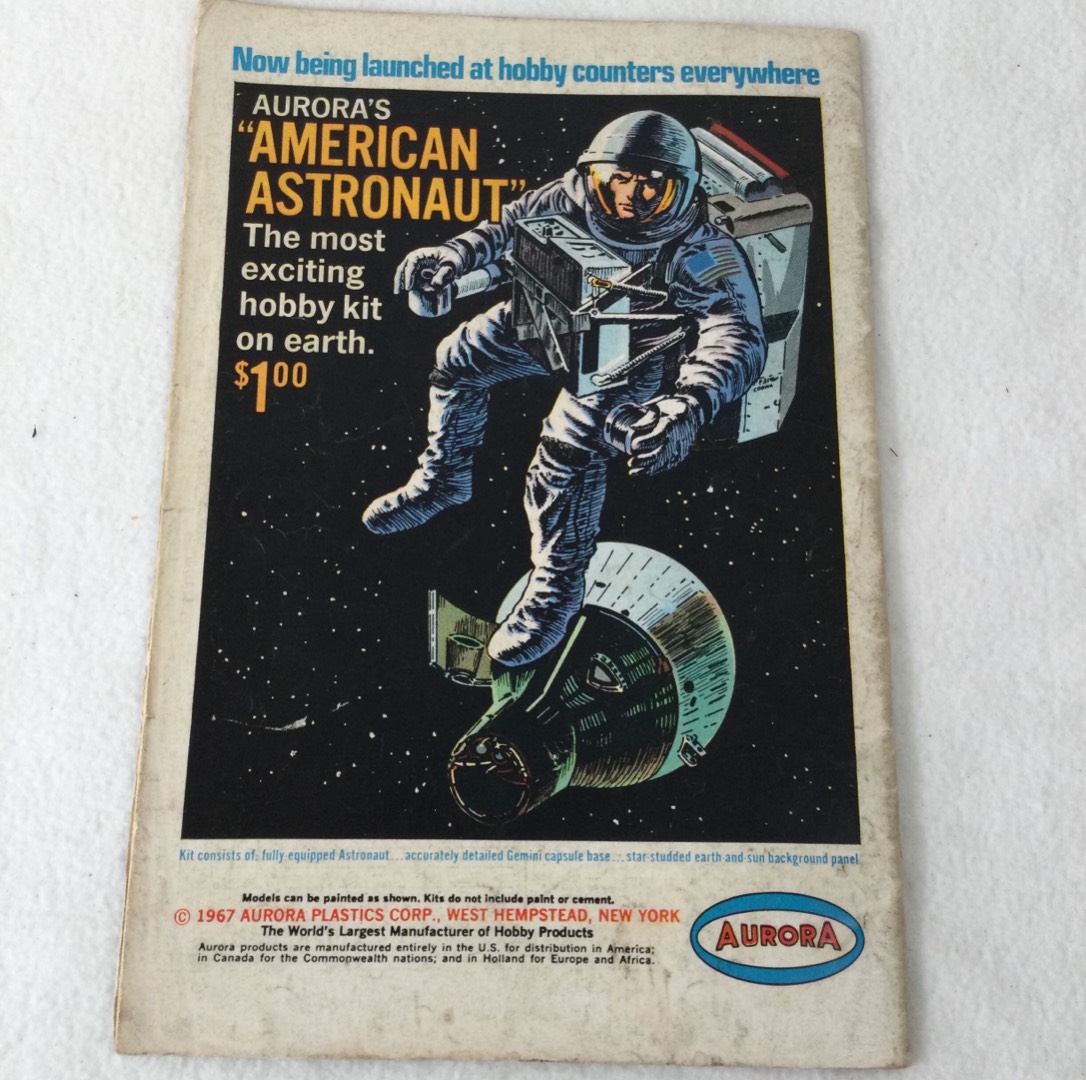 Now being launched at hobby counters everywhere
AURORA'S
"AMERICAN
ASTRONAUT"
The most
exciting
hobby kit
on earth.
$1.00
Kit consists of: fully equipped Astronaut...accurately detailed Gemini capsule base...star-studded earth-and-sun background panel
Models can be painted as shown. Kits do not include paint or cement.
© 1967 AURORA PLASTICS CORP., WEST HEMPSTEAD, NEW YORK
The World's Largest Manufacturer of Hobby Products
Aurora products are manufactured entirely in the U.S. for distribution in America;
in Canada for the Commonwealth nations; and in Holland for Europe and Africa.
AURORA